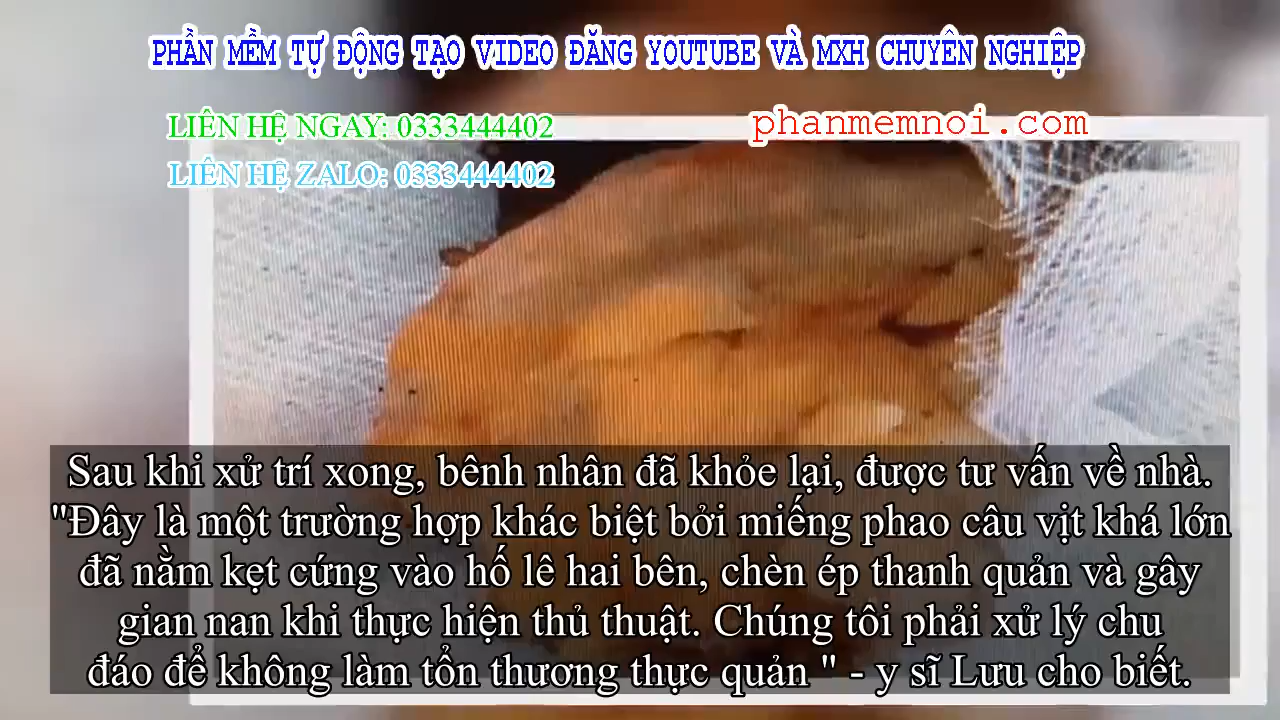 PHẦN MỀM TỰ ĐỘNG TẠO VIDEO ĐĂNG YOUTUBE VÀ MXH CHUYÊN NGHIỆP
LIÊN HỆ NGAY: 0333444402
phanmemnoi.com
LIÊN HỆ ZALO: 0333444402
Sau khi xử trí xong, bênh nhân đã khỏe lại, được tư vấn về nhà.
"Đây là một trường hợp khác biệt bởi miếng phao câu vịt khá lớn
đã nằm kẹt cứng vào hố lê hai bên, chèn ép thanh quản và gây
gian nan khi thực hiện thủ thuật. Chúng tôi phải xử lý chu
đáo để không làm tổn thương thực quản " - y sĩ Lưu cho biết.